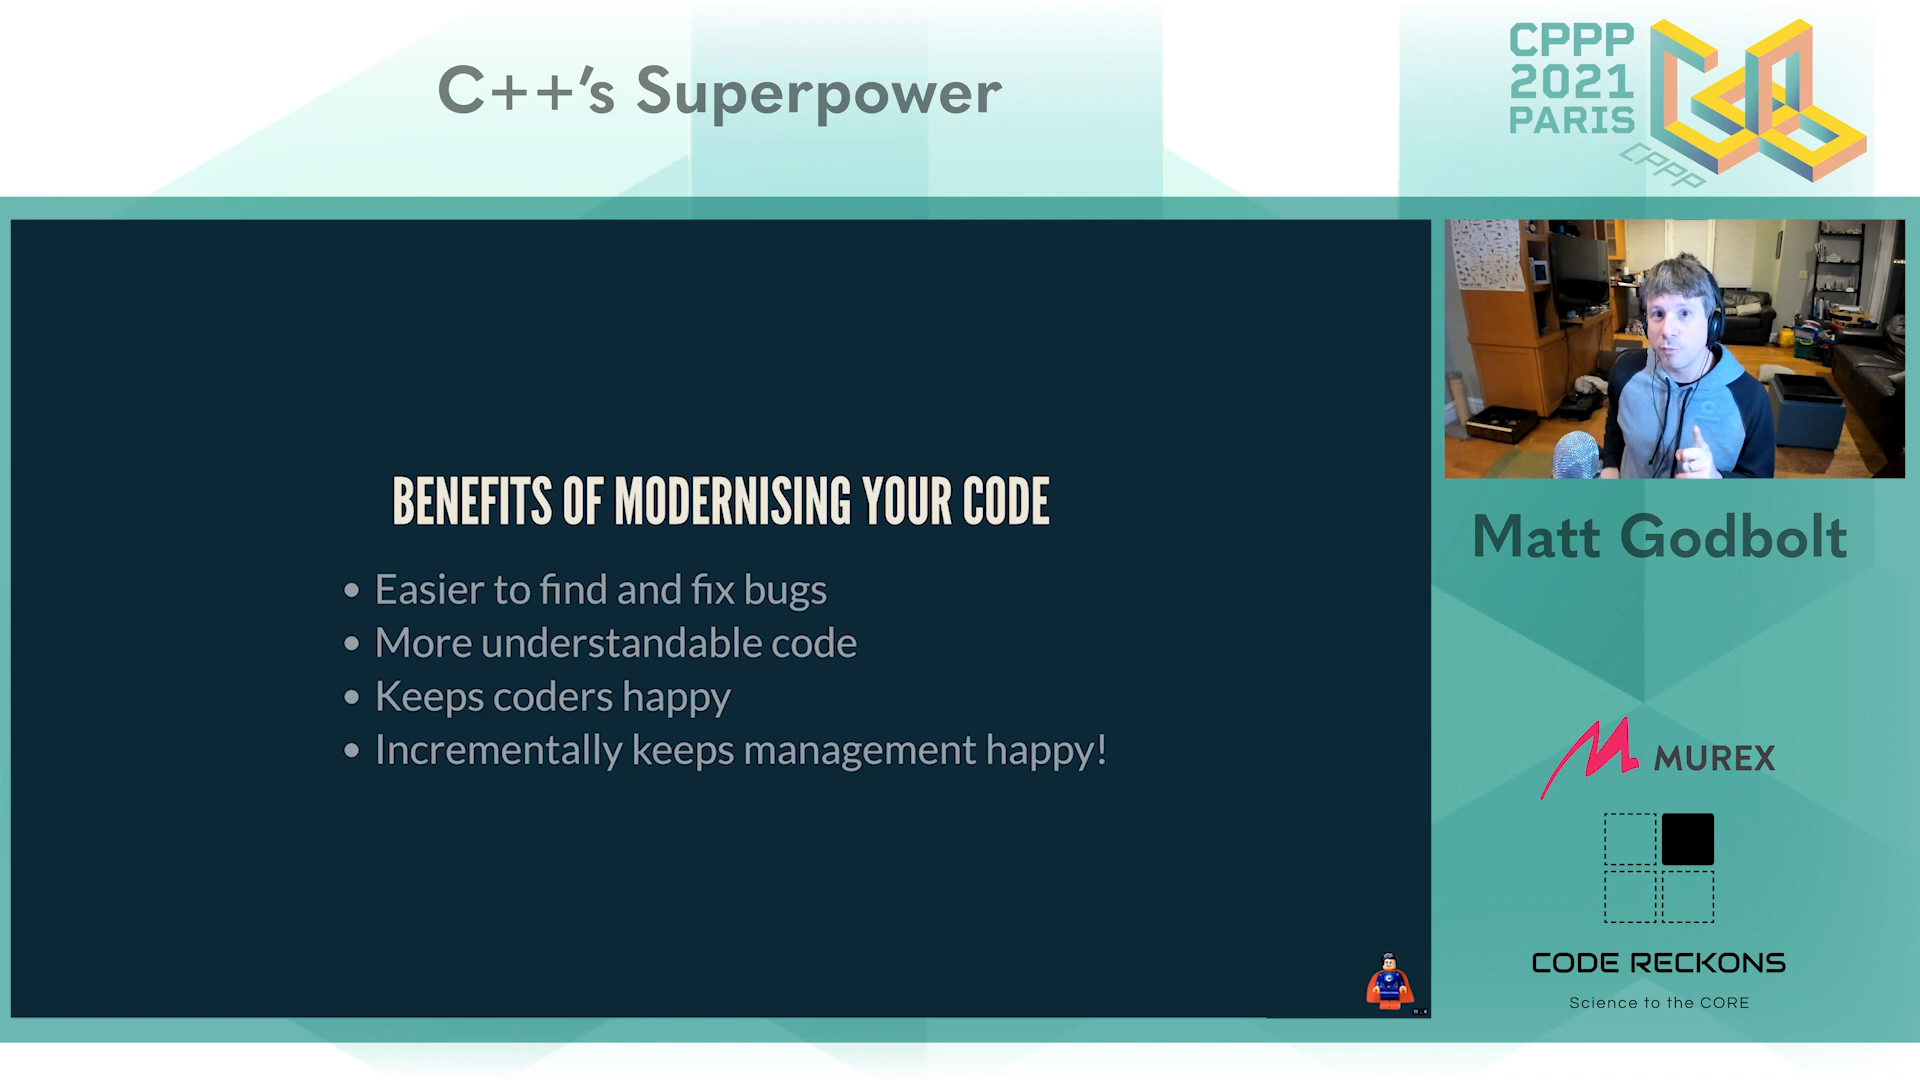 C++'s Superpower
CPPP
2021
PARIS
CPPP
BENEFITS OF MODERNISING YOUR CODE
• Easier to find and fix bugs
• More understandable code
• Keeps coders happy
• Incrementally keeps management happy!
Matt Godbolt
MUREX
CODE RECKONS
Science to the CORE